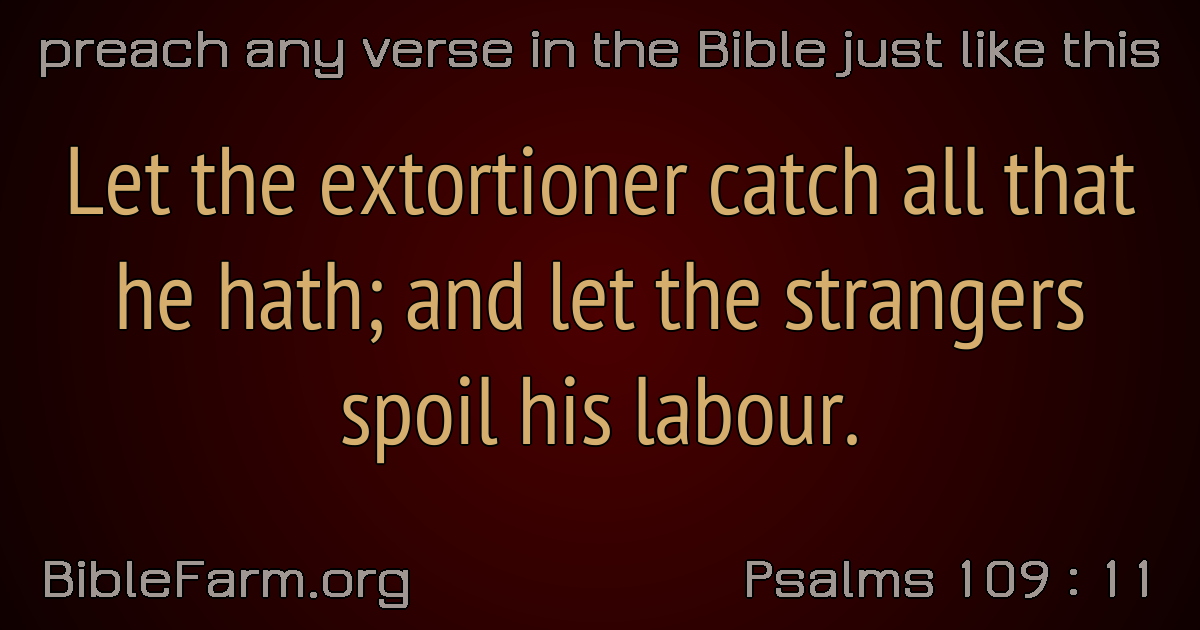 preach any verse in the Bible just like this
Let the extortioner catch all that
he hath; and let the strangers
spoil his labour.
BibleFarm.org
Psalms 109 : 11